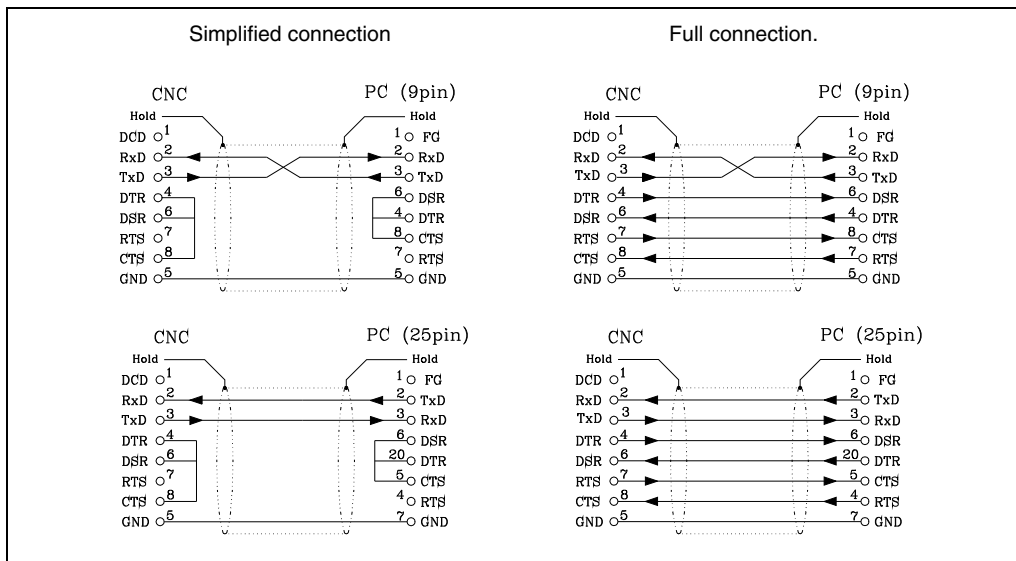 Simplified connection
Full connection.
CNC PC (9pin)
Hold Hold
DCD 1 1 FG
RxD 2 2 RxD
TxD 3 3 TxD
DTR 4 6 DSR
DSR 6 4 DTR
RTS 7 8 CTS
CTS 8 7 RTS
GND 5 5 GND
CNC PC (9pin)
Hold Hold
DCD 1 1 FG
RxD 2 2 RxD
TxD 3 3 TxD
DTR 4 6 DSR
DSR 6 4 DTR
RTS 7 8 CTS
CTS 8 7 RTS
GND 5 5 GND
CNC PC (25pin)
Hold Hold
DCD 1 1 FG
RxD 2 2 TxD
TxD 3 3 RxD
DTR 4 6 DSR
DSR 6 20 DTR
RTS 7 5 CTS
CTS 8 4 RTS
GND 5 7 GND
CNC PC (25pin)
Hold Hold
DCD 1 1 FG
RxD 2 2 TxD
TxD 3 3 RxD
DTR 4 6 DSR
DSR 6 20 DTR
RTS 7 5 CTS
CTS 8 4 RTS
GND 5 7 GND